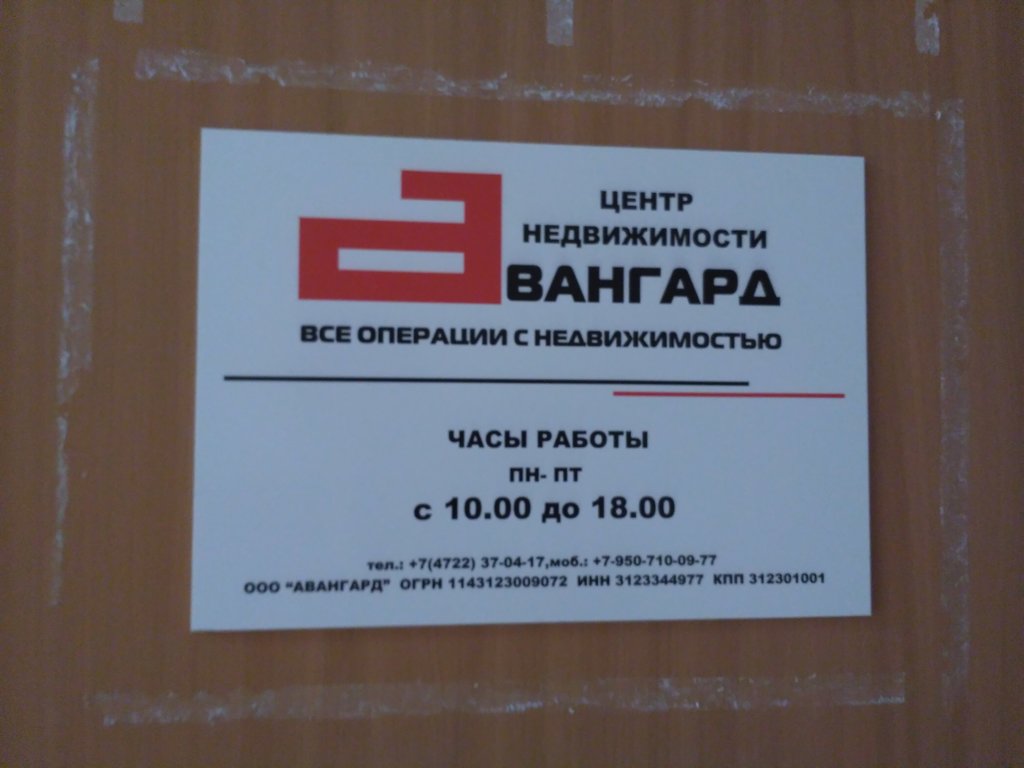 ЦЕНТР
НЕДВИЖИМОСТИ
АВАНГАРД
ВСЕ ОПЕРАЦИИ С НЕДВИЖИМОСТЬЮ
ЧАСЫ РАБОТЫ
ПН- ПТ
с 10.00 до 18.00
тел.: +7(4722) 37-04-17,моб.: +7-950-710-09-77
ООО "АВАНГАРД" ОГРН 1143123009072 ИНН 3123344977 КПП 312301001